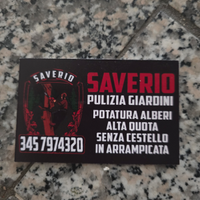 SAVERIO
SAVERIO
PULIZIA GIARDINI
POTATURA ALBERI
ALTA QUOTA
SENZA CESTELLO
IN ARRAMPICATA
345 7974320